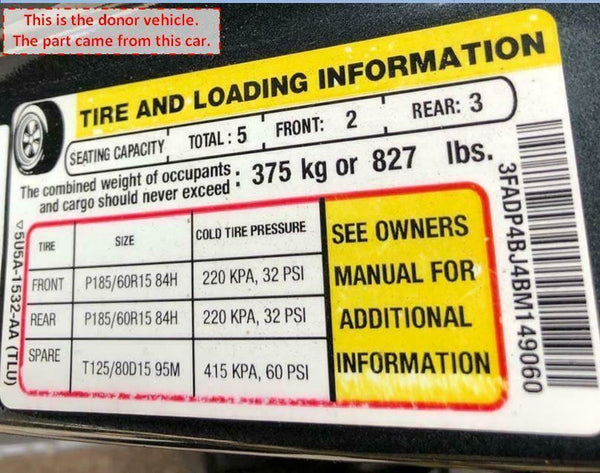 This is the donor vehicle.
The part came from this car.
TIRE AND LOADING INFORMATION
SEATING CAPACITY TOTAL : 5 FRONT: 2 REAR: 3
The combined weight of occupants and cargo should never exceed : 375 kg or 827 lbs.
TIRE SIZE COLD TIRE PRESSURE
FRONT P185/60R15 84H 220 KPA, 32 PSI
REAR P185/60R15 84H 220 KPA, 32 PSI
SPARE T125/80D15 95M 415 KPA, 60 PSI
SEE OWNERS
MANUAL FOR
ADDITIONAL
INFORMATION
5U5A-1532-AA (TLU)
3FADP4BJ4BM149060